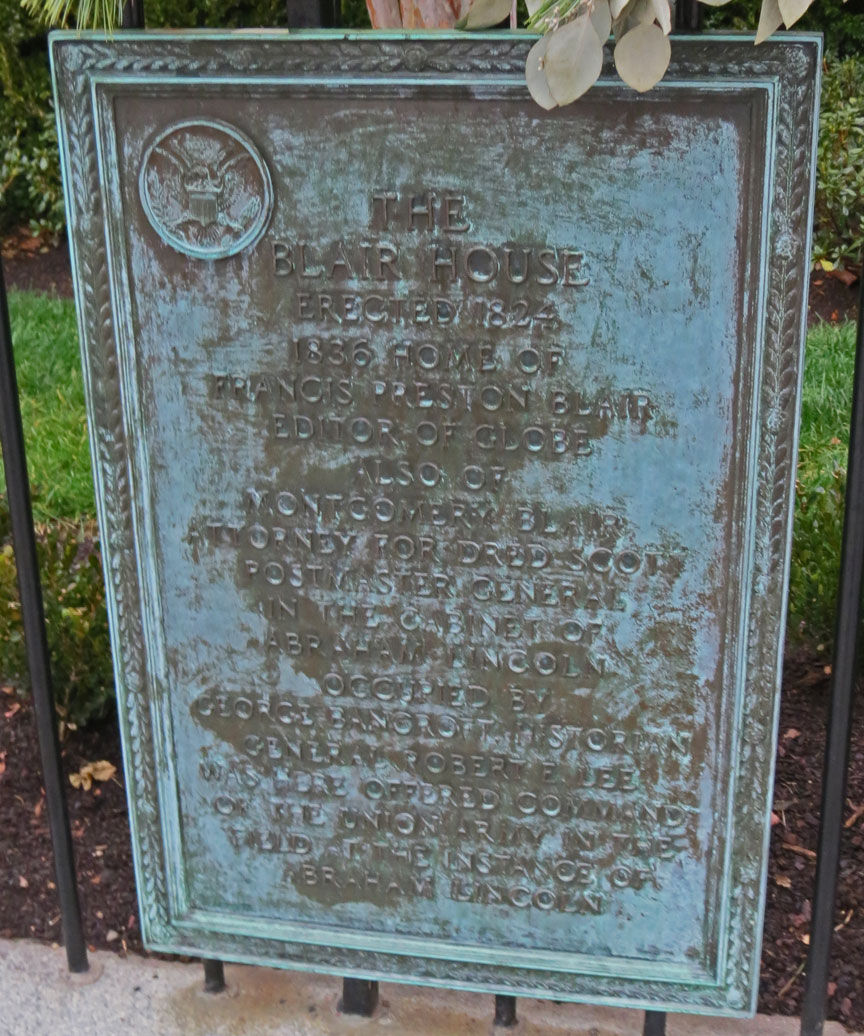 THE
BLAIR HOUSE
ERECTED 1824
1836 HOME OF
FRANCIS PRESTON BLAIR
EDITOR OF GLOBE
ALSO OF
MONTGOMERY BLAIR
ATTORNEY FOR DRED SCOTT
POSTMASTER GENERAL
IN THE CABINET OF
ABRAHAM LINCOLN
OCCUPIED BY
GEORGE BANCROFT, HISTORIAN
GENERAL ROBERT E. LEE
WAS HERE OFFERED COMMAND
OF THE UNION ARMY IN THE
FIELD AT THE INSTANCE OF
ABRAHAM LINCOLN